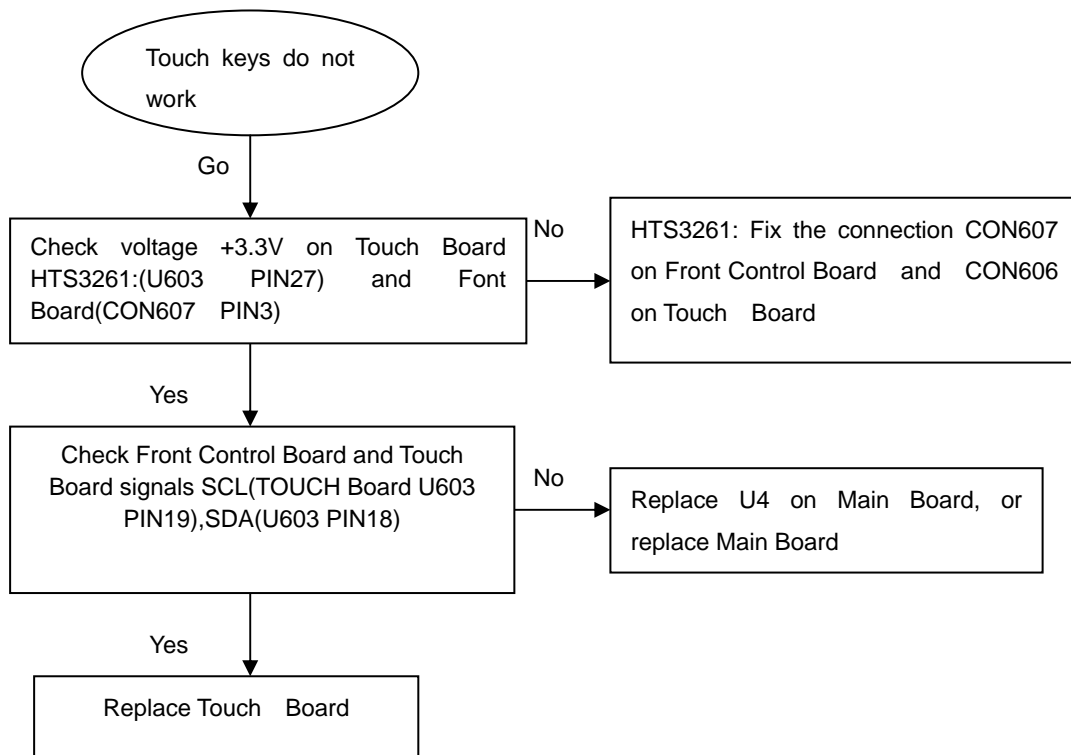 Touch keys do not
work
Go
Check voltage +3.3V on Touch Board
HTS3261:(U603 PIN27) and Font
Board(CON607 PIN3)
No
HTS3261: Fix the connection CON607
on Front Control Board and CON606
on Touch Board
Yes
Check Front Control Board and Touch
Board signals SCL(TOUCH Board U603
PIN19),SDA(U603 PIN18)
No
Replace U4 on Main Board, or
replace Main Board
Yes
Replace Touch Board